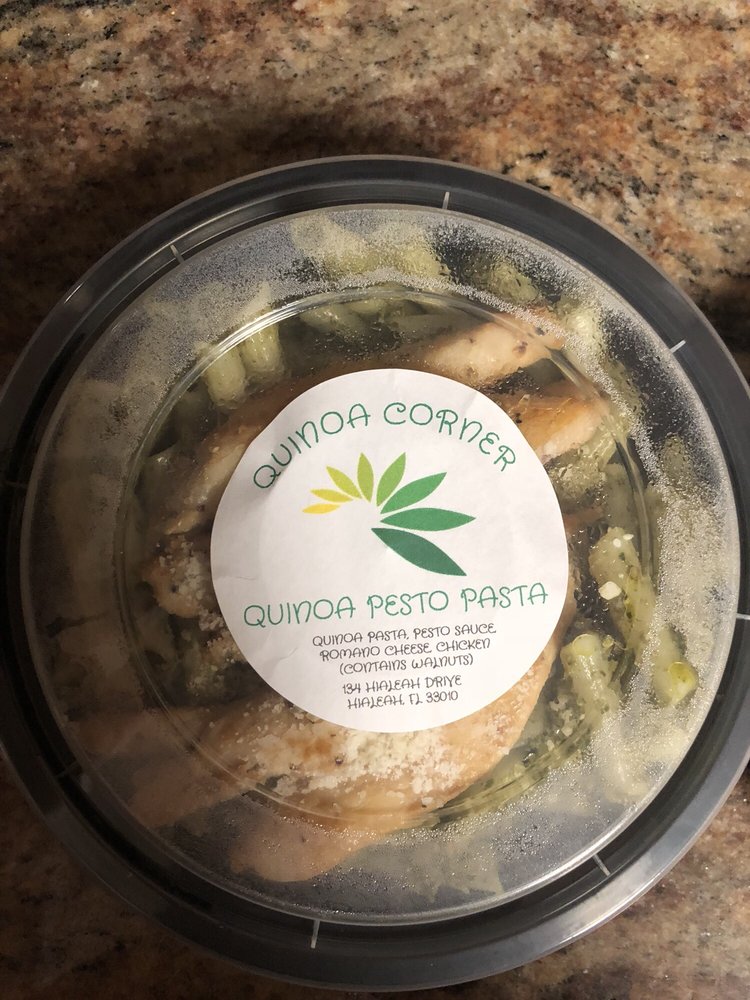 QUINOA CORNER
QUINOA PESTO PASTA
QUINOA PASTA, PESTO SAUCE
ROMANO CHEESE, CHICKEN
(CONTAINS WALNUTS)
134 HIALEAH DRIVE
HIALEAH, FL 33010